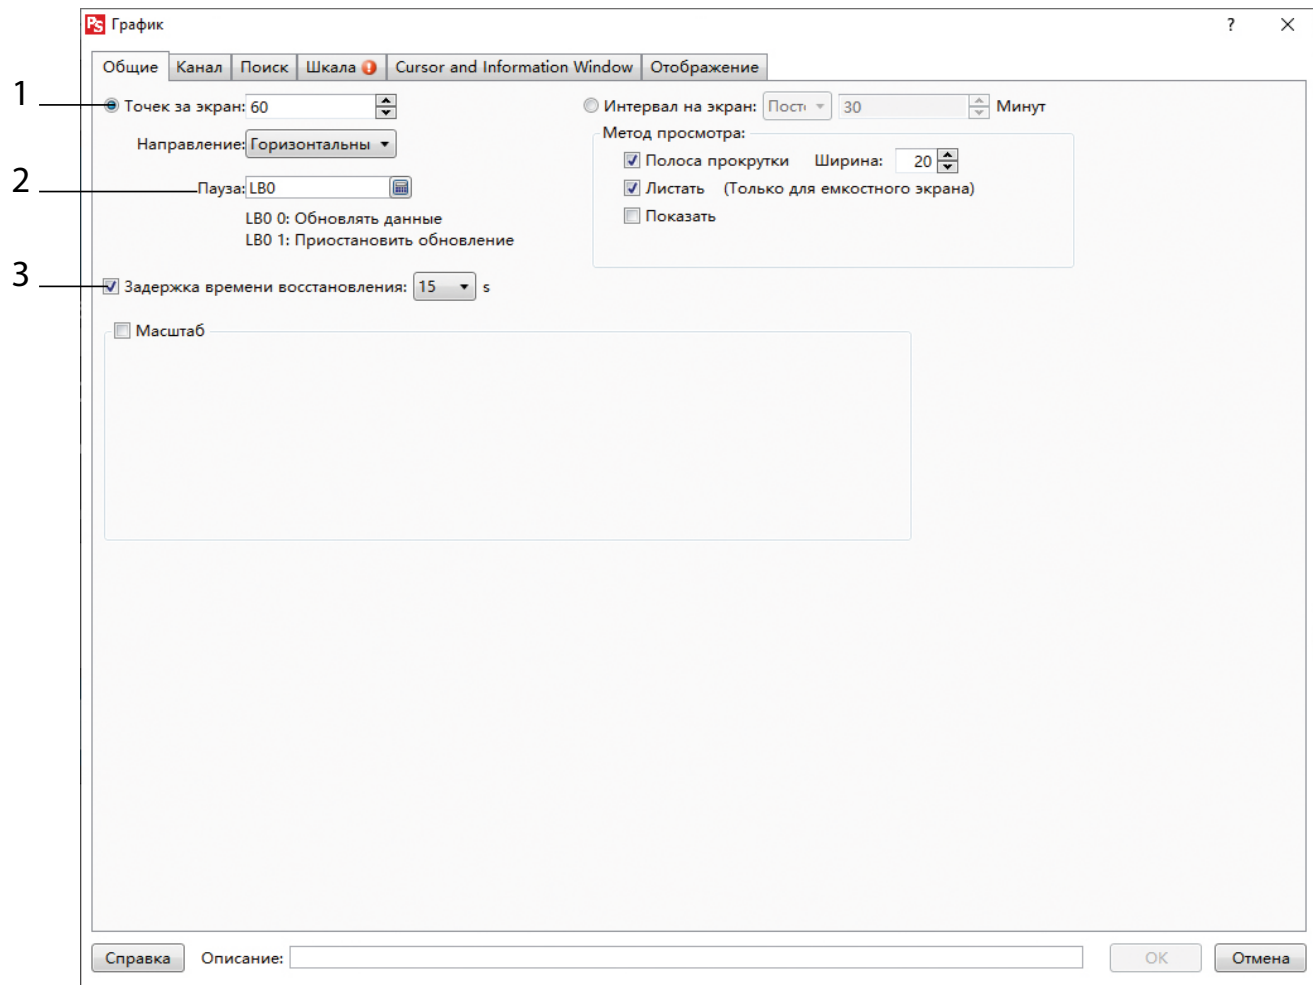 PS График ?
Общие Канал Поиск Шкала Cursor and Information Window Отображение
1 Точек за экран: 60 Интервал на экран: Пост 30 Минут
Направление: Горизонтальны Метод просмотра:
Полоса прокрутки Ширина: 20
2 Пауза: LB0 Листать (Только для емкостного экрана)
LB0 0: Обновлять данные Показать
LB0 1: Приостановить обновление
3 Задержка времени восстановления: 15 s
Масштаб
Справка Описание: OK Отмена